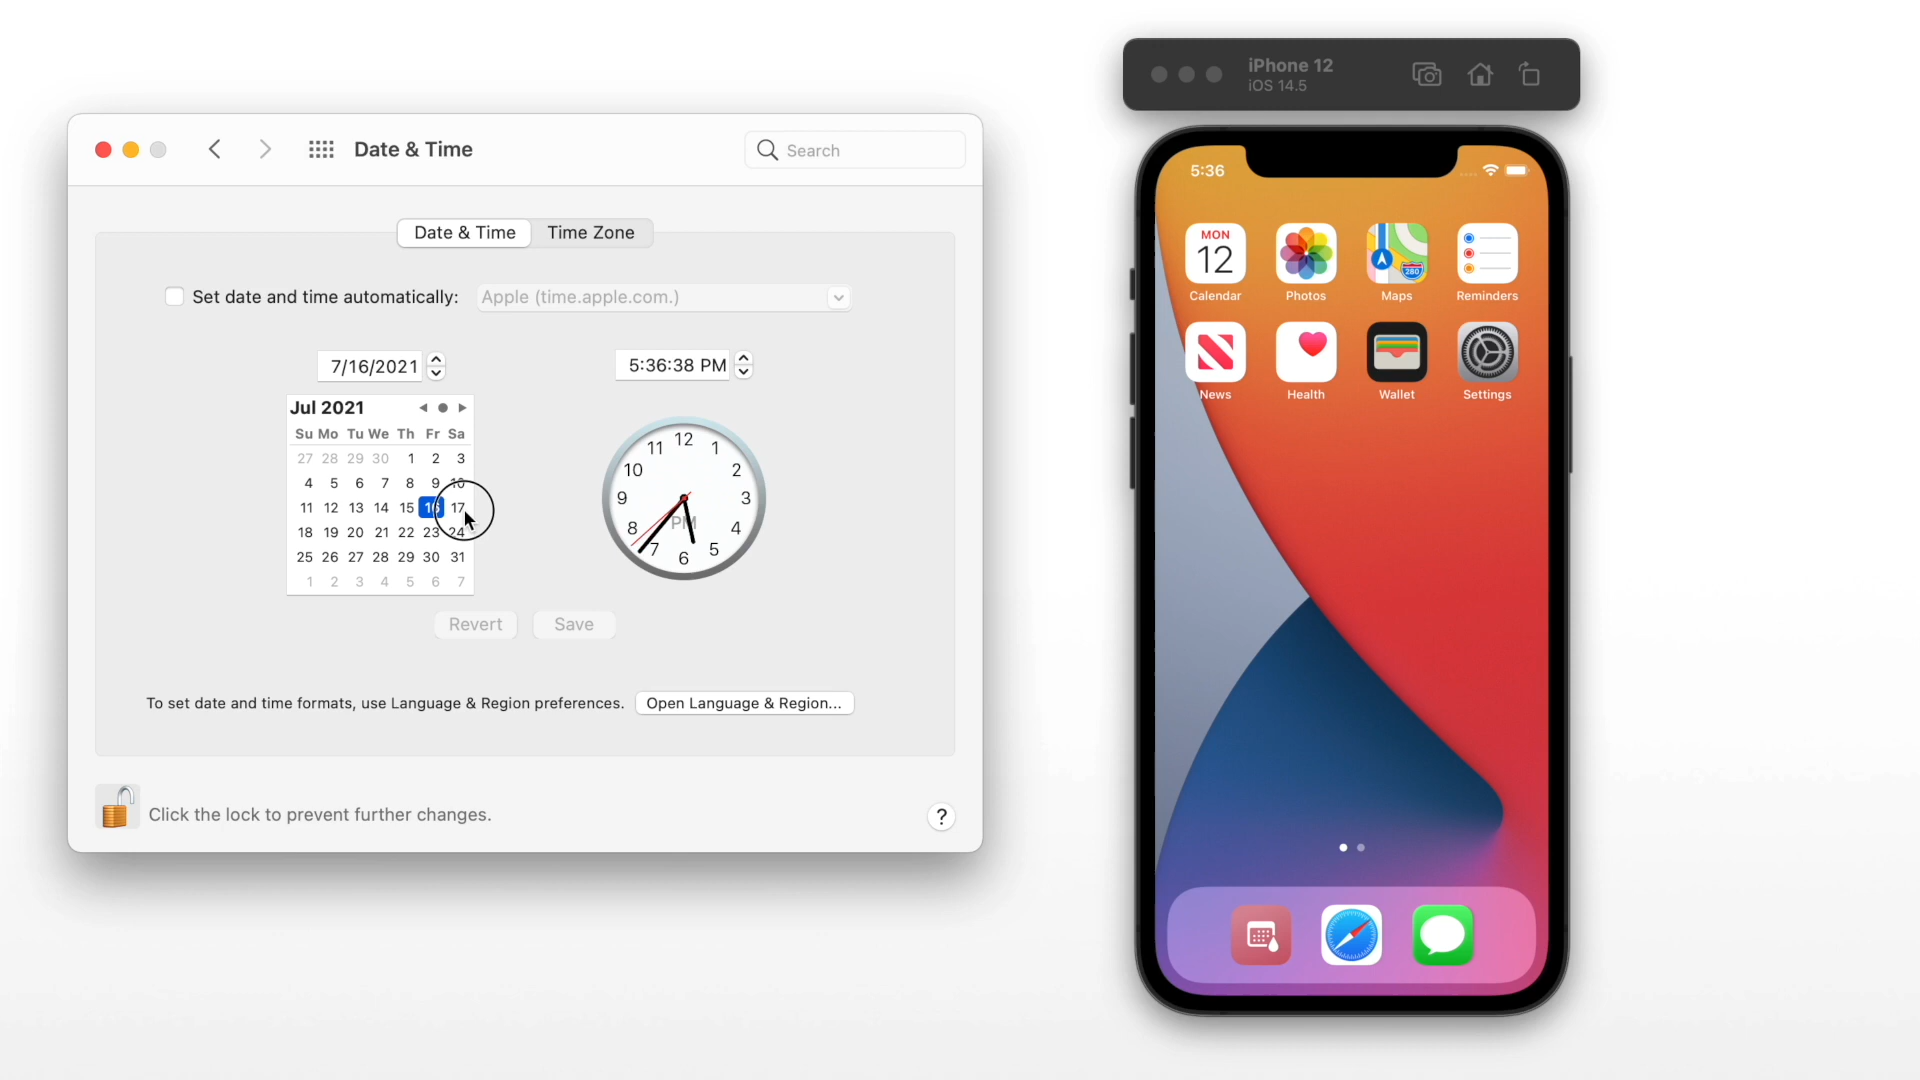 Date & Time
Search
Date & Time
Time Zone
Set date and time automatically:
Apple (time.apple.com.)
7/16/2021
5:36:38 PM
Jul 2021
Su Mo Tu We Th Fr Sa
27 28 29 30 1 2 3
4 5 6 7 8 9 10
11 12 13 14 15 16 17
18 19 20 21 22 23 24
25 26 27 28 29 30 31
1 2 3 4 5 6 7
12
11 1
10 2
9 3
PM
8 4
7 5
6
Revert
Save
To set date and time formats, use Language & Region preferences.
Open Language & Region...
Click the lock to prevent further changes.
?
iPhone 12
iOS 14.5
5:36
MON
12
280
Calendar
Photos
Maps
Reminders
News
Health
Wallet
Settings